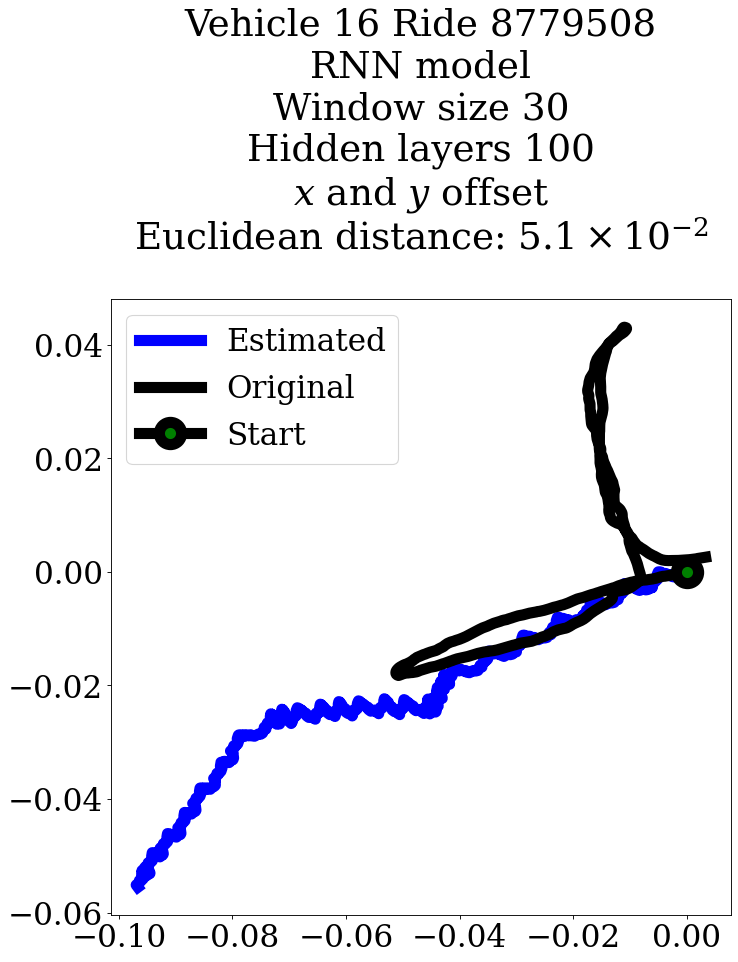 Vehicle 16 Ride 8779508
RNN model
Window size 30
Hidden layers 100
x and y offset
Euclidean distance: 5.1 × 10⁻²
Estimated
Original
Start
0.04
0.02
0.00
−0.02
−0.04
−0.06
−0.10 −0.08 −0.06 −0.04 −0.02 0.00